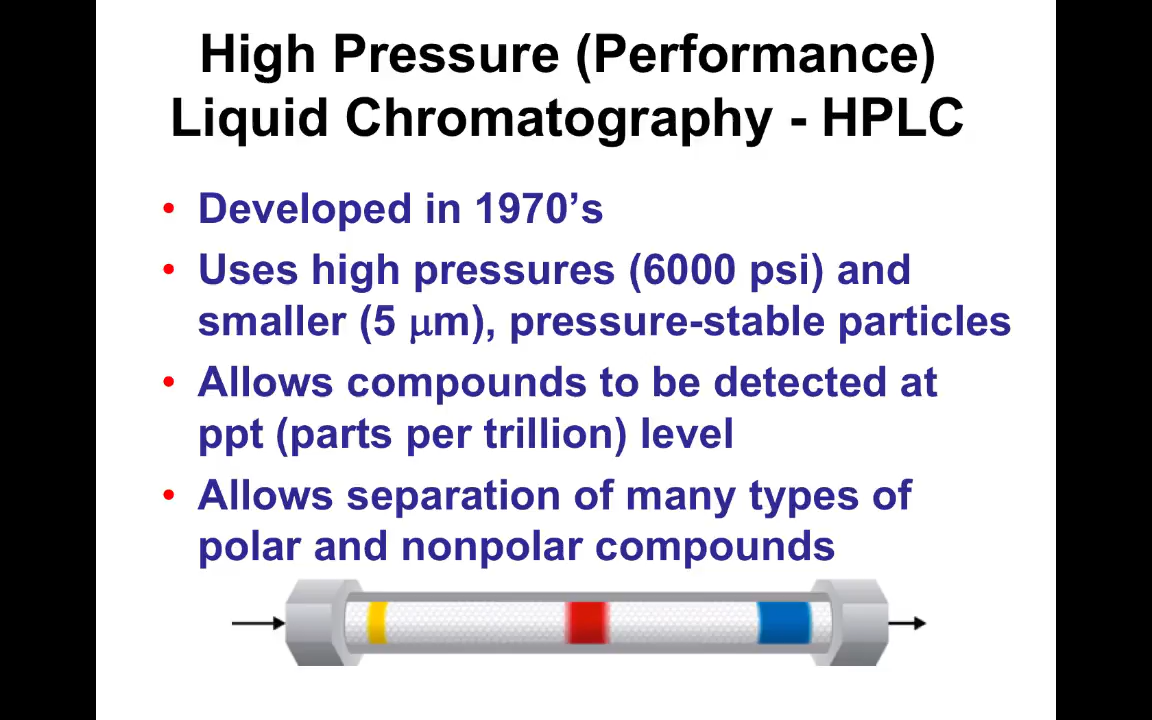 High Pressure (Performance)
Liquid Chromatography - HPLC
• Developed in 1970’s
• Uses high pressures (6000 psi) and
smaller (5 μm), pressure-stable particles
• Allows compounds to be detected at
ppt (parts per trillion) level
• Allows separation of many types of
polar and nonpolar compounds